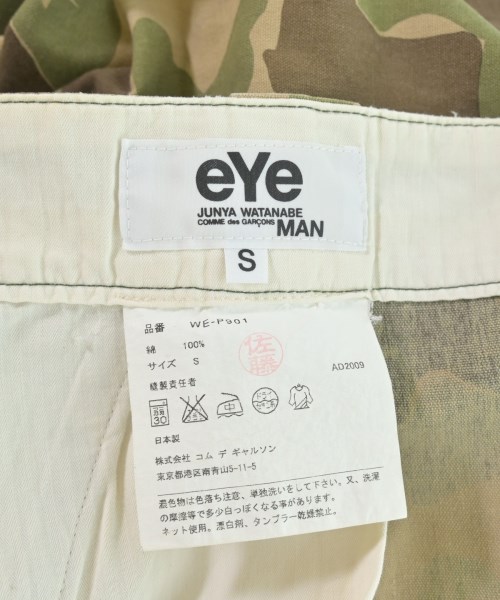 eYe
JUNYA WATANABE
COMME des GARÇONS MAN
S
品番 WE-P901
綿 100%
サイズ S
佐藤
AD2009
縫製責任者
30
中
ドライ
日本製
株式会社 コム デ ギャルソン
東京都港区南青山5-11-5
着色物は色落ち注意、単独洗いをして下さい。又、洗濯
の摩擦等で多少白っぽくなる事があります。
ネット使用。漂白剤、タンブラー乾燥禁止。